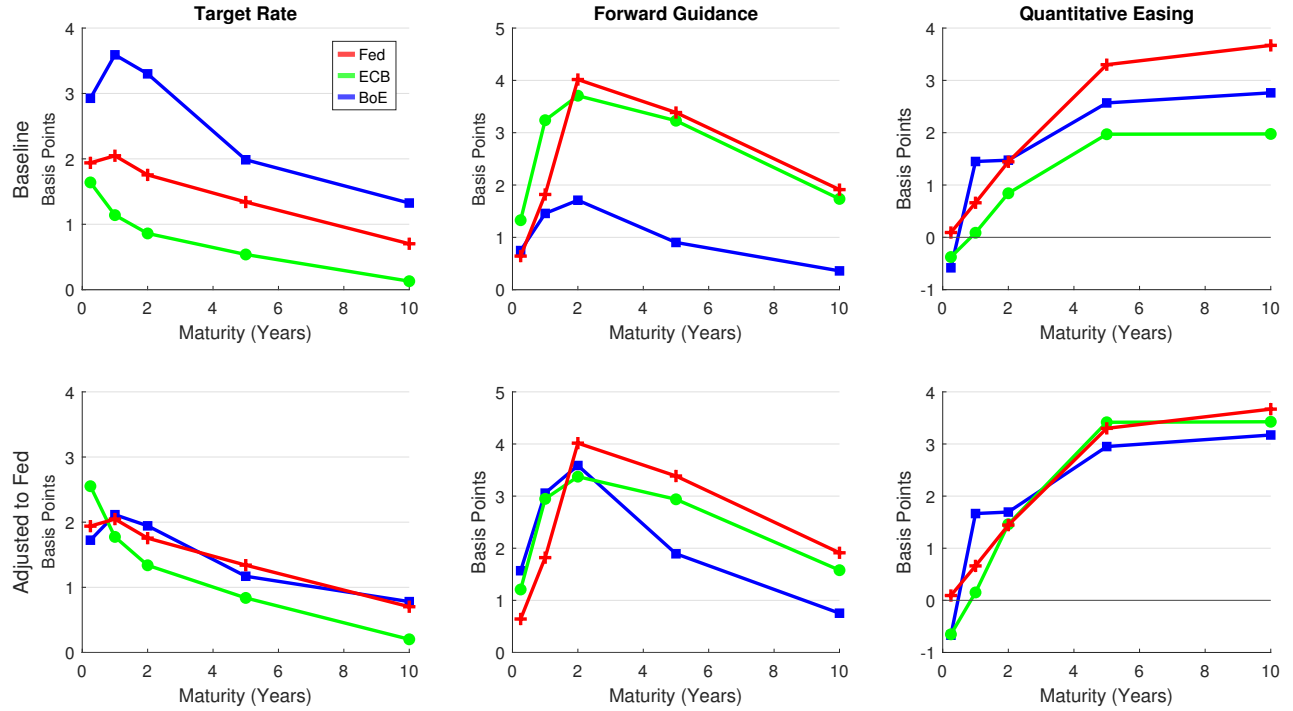 Target Rate
Forward Guidance
Quantitative Easing
Baseline
Basis Points
4
3
2
1
0
Fed
ECB
BoE
0 2 4 6 8 10
Maturity (Years)
Basis Points
5
4
3
2
1
0
0 2 4 6 8 10
Maturity (Years)
Basis Points
4
3
2
1
0
-1
0 2 4 6 8 10
Maturity (Years)
Adjusted to Fed
Basis Points
4
3
2
1
0
0 2 4 6 8 10
Maturity (Years)
Basis Points
5
4
3
2
1
0
0 2 4 6 8 10
Maturity (Years)
Basis Points
4
3
2
1
0
-1
0 2 4 6 8 10
Maturity (Years)